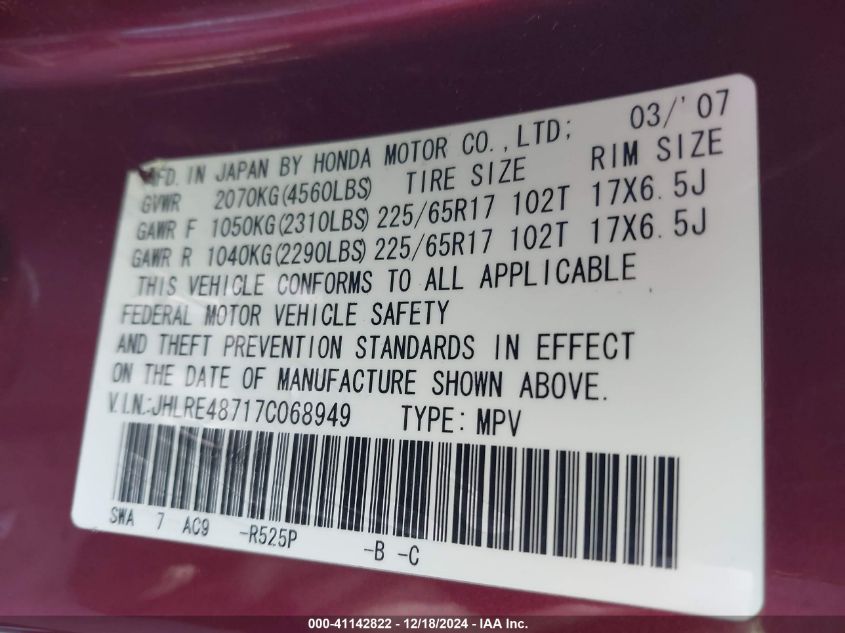 MFD. IN JAPAN BY HONDA MOTOR CO.,LTD; 03/'07
GVWR 2070KG(4560LBS) TIRE SIZE RIM SIZE
GAWR F 1050KG(2310LBS) 225/65R17 102T 17X6.5J
GAWR R 1040KG(2290LBS) 225/65R17 102T 17X6.5J
THIS VEHICLE CONFORMS TO ALL APPLICABLE
FEDERAL MOTOR VEHICLE SAFETY
AND THEFT PREVENTION STANDARDS IN EFFECT
ON THE DATE OF MANUFACTURE SHOWN ABOVE.
V.I.N.:JHLRE48717C068949 TYPE: MPV
SWA 7 AC9 -R525P -B -C
000-41142822 - 12/18/2024 - IAA Inc.